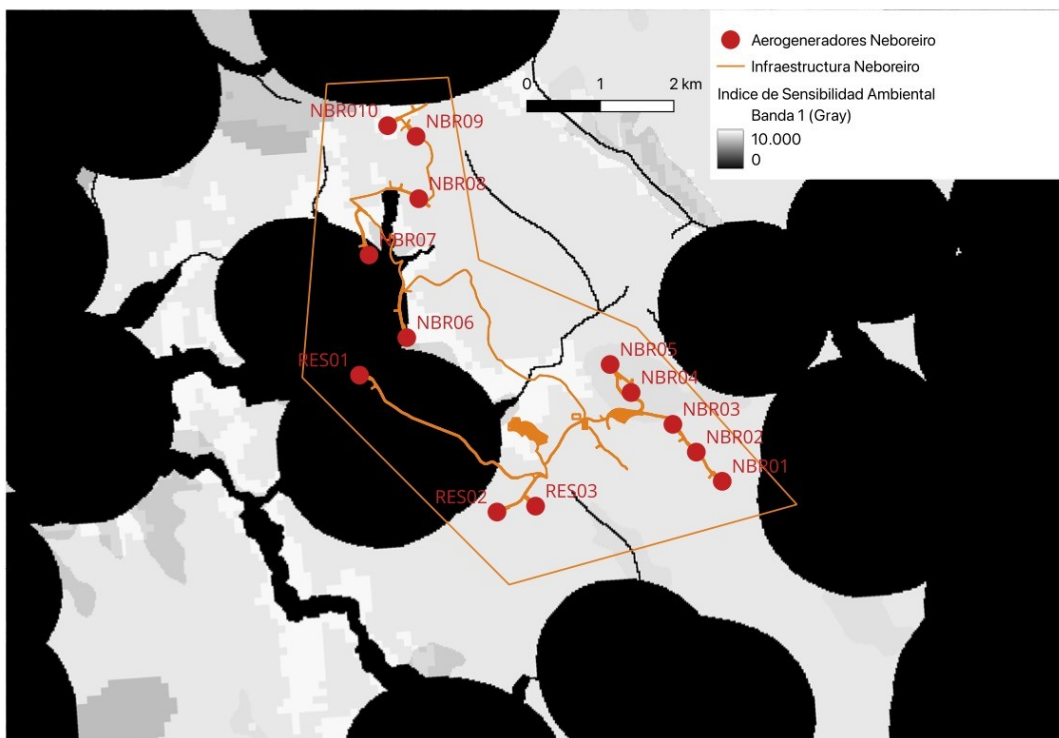 Aerogeneradores Neboreiro
Infraestructura Neboreiro
Indice de Sensibilidad Ambiental
Banda 1 (Gray)
10.000
0
0 1 2 km
NBR010
NBR09
NBR08
NBR07
NBR06
RES01
NBR05
NBR04
NBR03
NBR02
NBR01
RES02
RES03